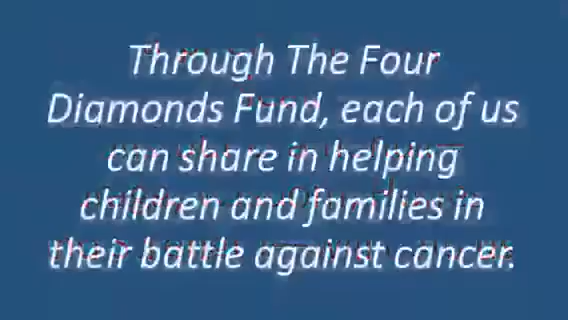 Through The Four
Diamonds Fund, each of us
can share in helping
children and families in
their battle against cancer.